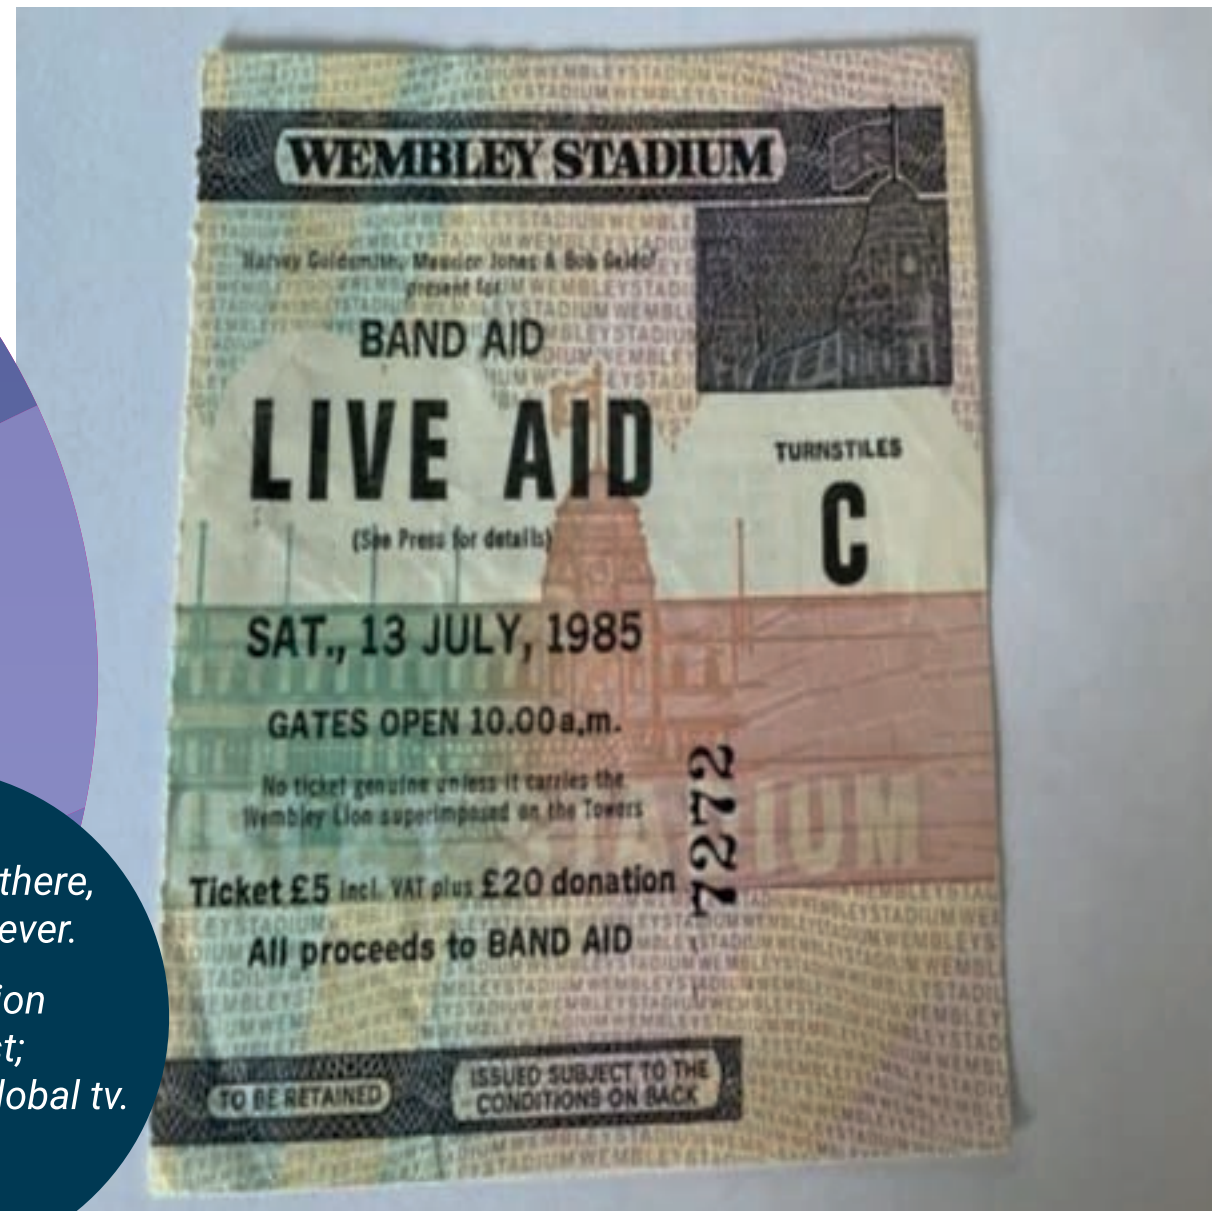 WEMBLEY STADIUM
Harvey Goldsmith, Maurier Jones & Bob Geldof
present for
BAND AID
LIVE AID
(See Press for details)
TURNSTILES
C
SAT., 13 JULY, 1985
GATES OPEN 10.00a.m.
No ticket genuine unless it carries the
Wembley Lion superimposed on the Towers
7272
Ticket £5 incl. VAT plus £20 donation
All proceeds to BAND AID
TO BE RETAINED
ISSUED SUBJECT TO THE
CONDITIONS ON BACK
there,
ever.
ion
t;
lobal tv.